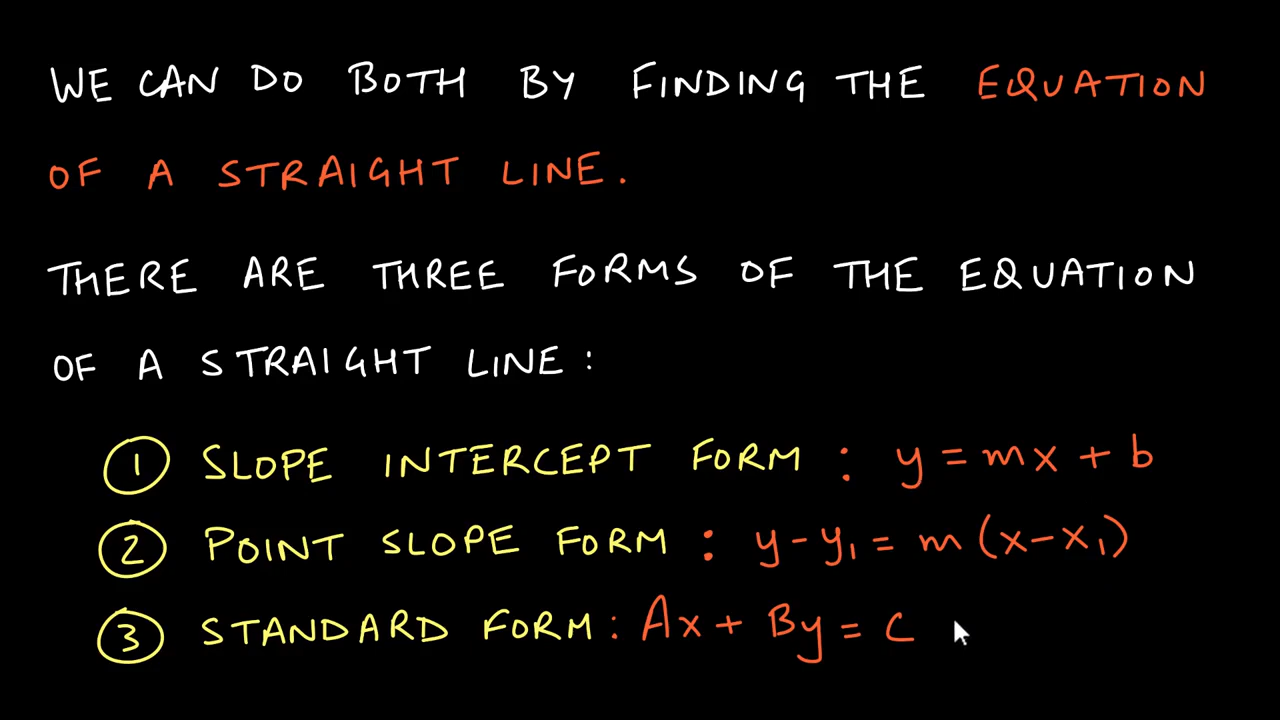 WE CAN DO BOTH BY FINDING THE EQUATION
OF A STRAIGHT LINE.
THERE ARE THREE FORMS OF THE EQUATION
OF A STRAIGHT LINE:
1 SLOPE INTERCEPT FORM : y = mx + b
2 POINT SLOPE FORM : y - y₁ = m (x - x₁)
3 STANDARD FORM : Ax + By = C